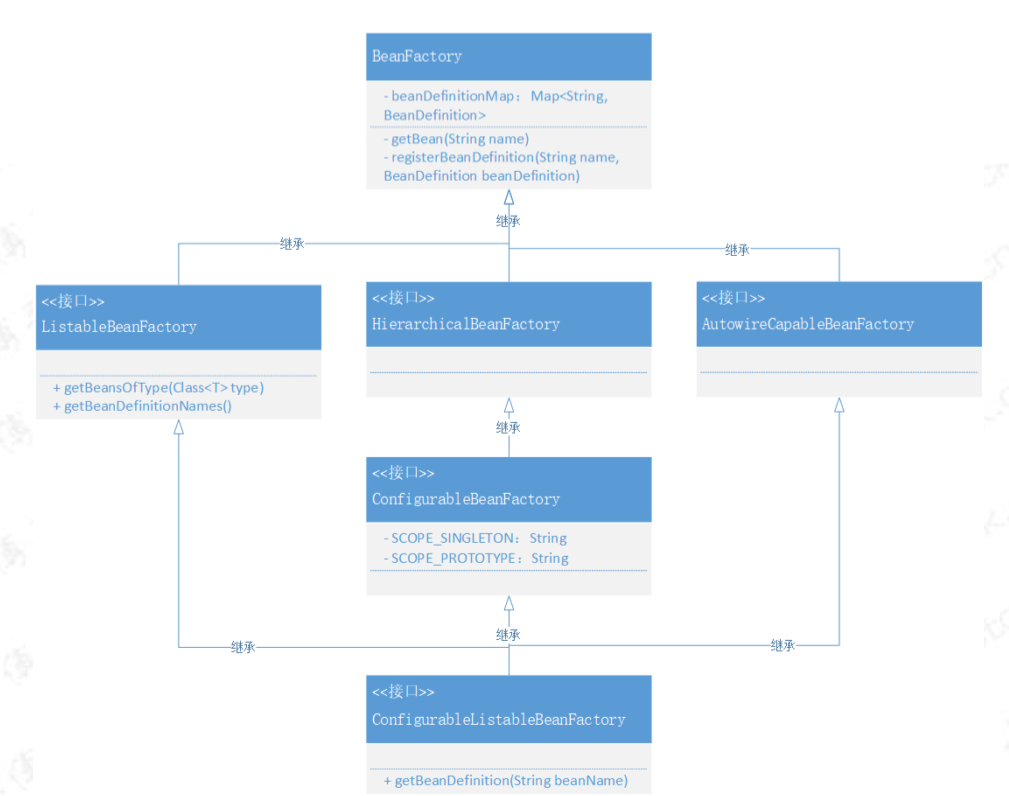 BeanFactory
- beanDefinitionMap：Map<String,
BeanDefinition>
- getBean(String name)
- registerBeanDefinition(String name,
BeanDefinition beanDefinition)
继承
继承
继承
<<接口>>
ListableBeanFactory
+ getBeansOfType(Class<T> type)
+ getBeanDefinitionNames()
<<接口>>
HierarchicalBeanFactory
<<接口>>
AutowireCapableBeanFactory
继承
<<接口>>
ConfigurableBeanFactory
- SCOPE_SINGLETON：String
- SCOPE_PROTOTYPE：String
继承
继承
继承
<<接口>>
ConfigurableListableBeanFactory
+ getBeanDefinition(String beanName)